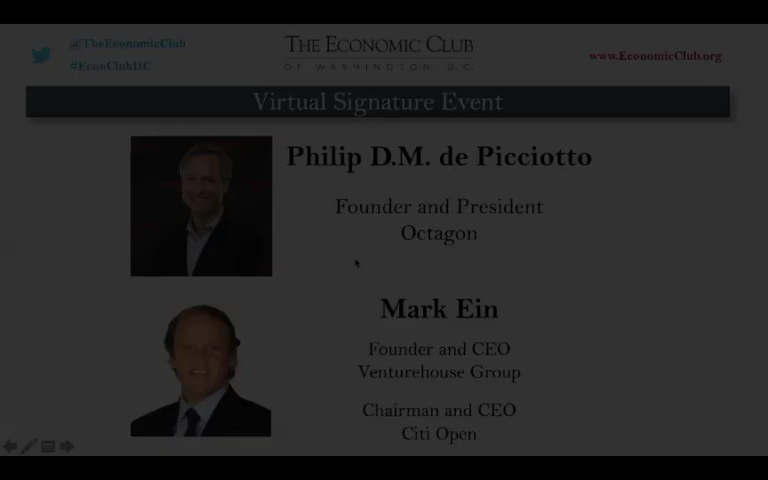 @TheEconomicClub
#EconClubDC
THE ECONOMIC CLUB
OF WASHINGTON, D.C.
www.EconomicClub.org
Virtual Signature Event
Philip D.M. de Picciotto
Founder and President
Octagon
Mark Ein
Founder and CEO
Venturehouse Group
Chairman and CEO
Citi Open